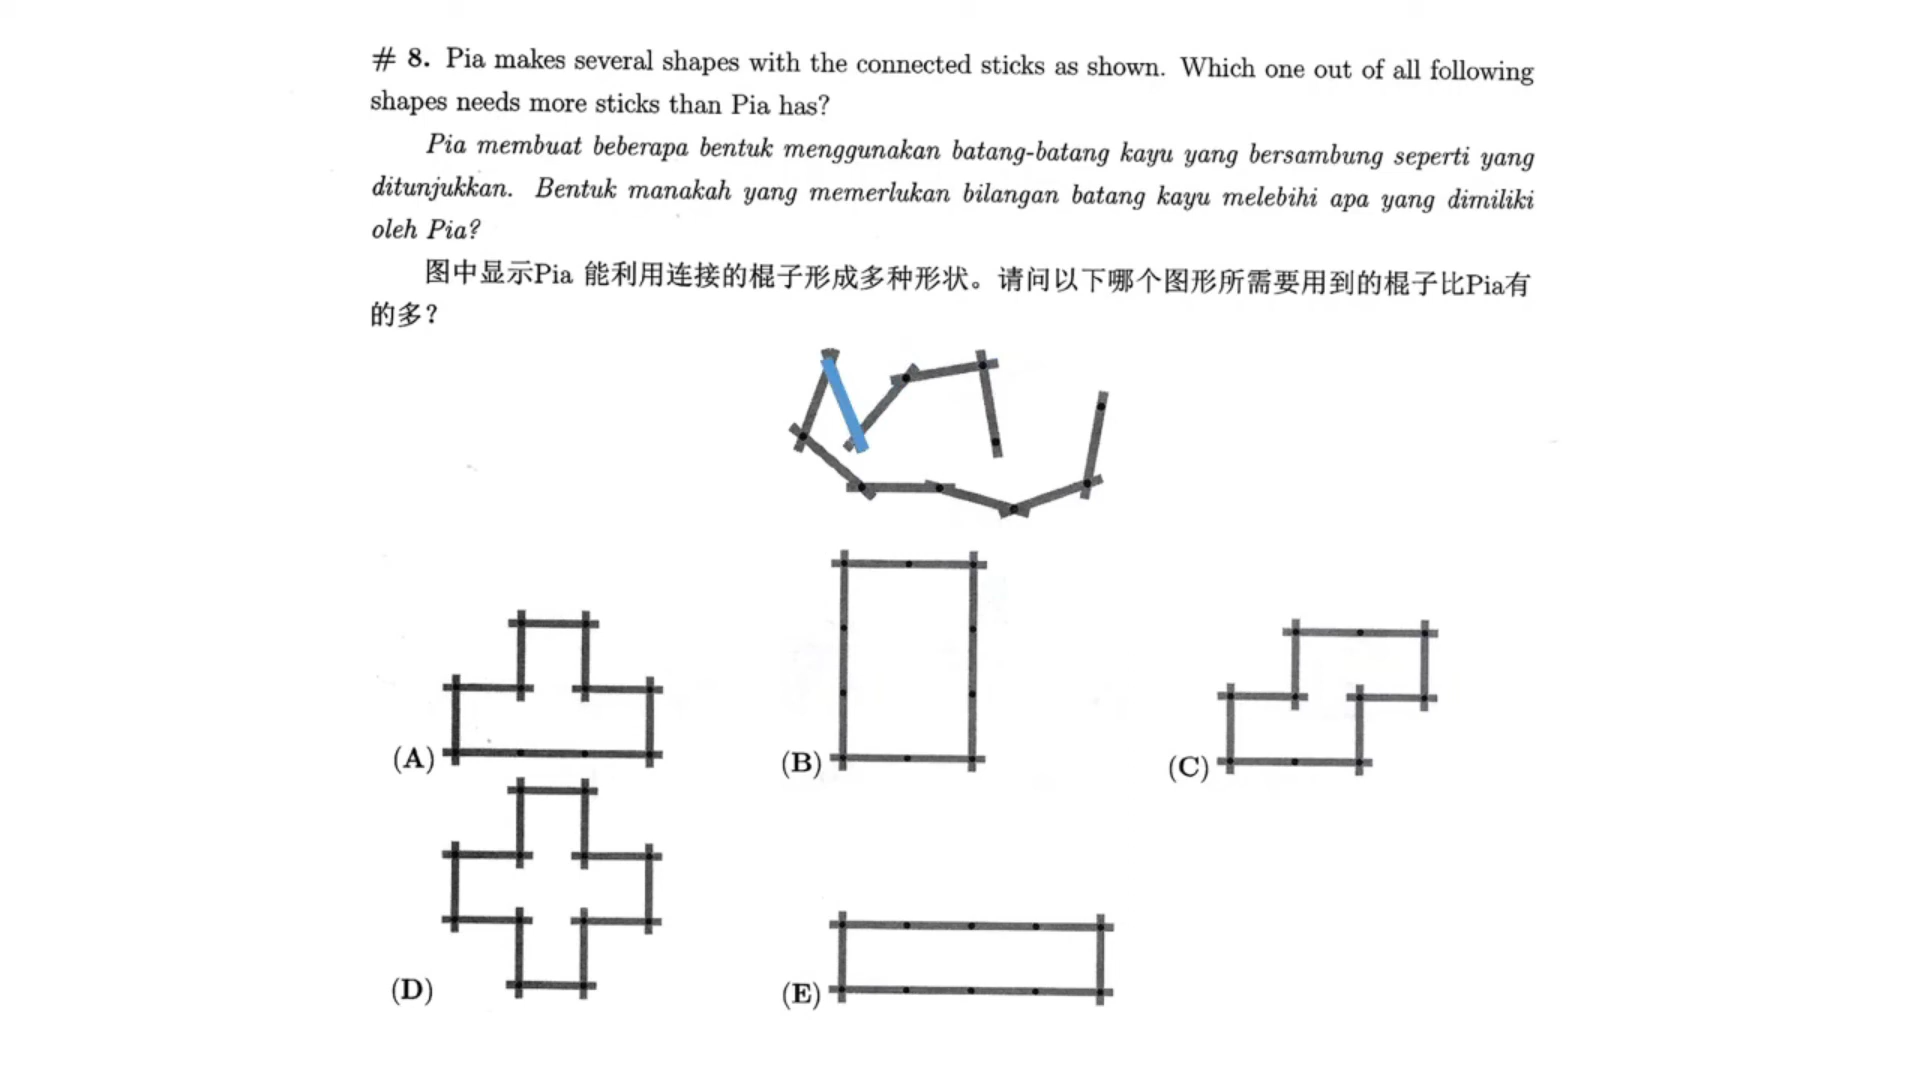 # 8. Pia makes several shapes with the connected sticks as shown. Which one out of all following
shapes needs more sticks than Pia has?
Pia membuat beberapa bentuk menggunakan batang-batang kayu yang bersambung seperti yang
ditunjukkan. Bentuk manakah yang memerlukan bilangan batang kayu melebihi apa yang dimiliki
oleh Pia?
图中显示Pia 能利用连接的棍子形成多种形状。请问以下哪个图形所需要用到的棍子比Pia有
的多?
(A)
(B)
(C)
(D)
(E)